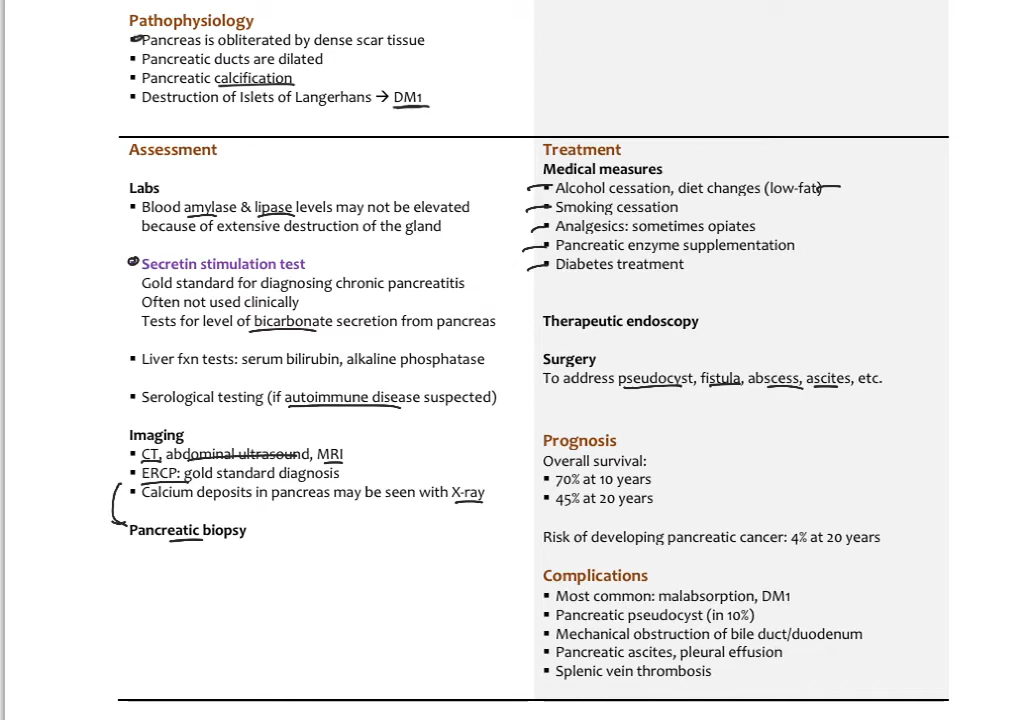 Pathophysiology
▪ Pancreas is obliterated by dense scar tissue
▪ Pancreatic ducts are dilated
▪ Pancreatic calcification
▪ Destruction of Islets of Langerhans → DM1
Assessment
Labs
▪ Blood amylase & lipase levels may not be elevated
because of extensive destruction of the gland
Secretin stimulation test
Gold standard for diagnosing chronic pancreatitis
Often not used clinically
Tests for level of bicarbonate secretion from pancreas
▪ Liver fxn tests: serum bilirubin, alkaline phosphatase
▪ Serological testing (if autoimmune disease suspected)
Imaging
▪ CT, abdominal ultrasound, MRI
▪ ERCP: gold standard diagnosis
▪ Calcium deposits in pancreas may be seen with X-ray
Pancreatic biopsy
Treatment
Medical measures
▪ Alcohol cessation, diet changes (low-fat)
▪ Smoking cessation
▪ Analgesics: sometimes opiates
▪ Pancreatic enzyme supplementation
▪ Diabetes treatment
Therapeutic endoscopy
Surgery
To address pseudocyst, fistula, abscess, ascites, etc.
Prognosis
Overall survival:
▪ 70% at 10 years
▪ 45% at 20 years
Risk of developing pancreatic cancer: 4% at 20 years
Complications
▪ Most common: malabsorption, DM1
▪ Pancreatic pseudocyst (in 10%)
▪ Mechanical obstruction of bile duct/duodenum
▪ Pancreatic ascites, pleural effusion
▪ Splenic vein thrombosis